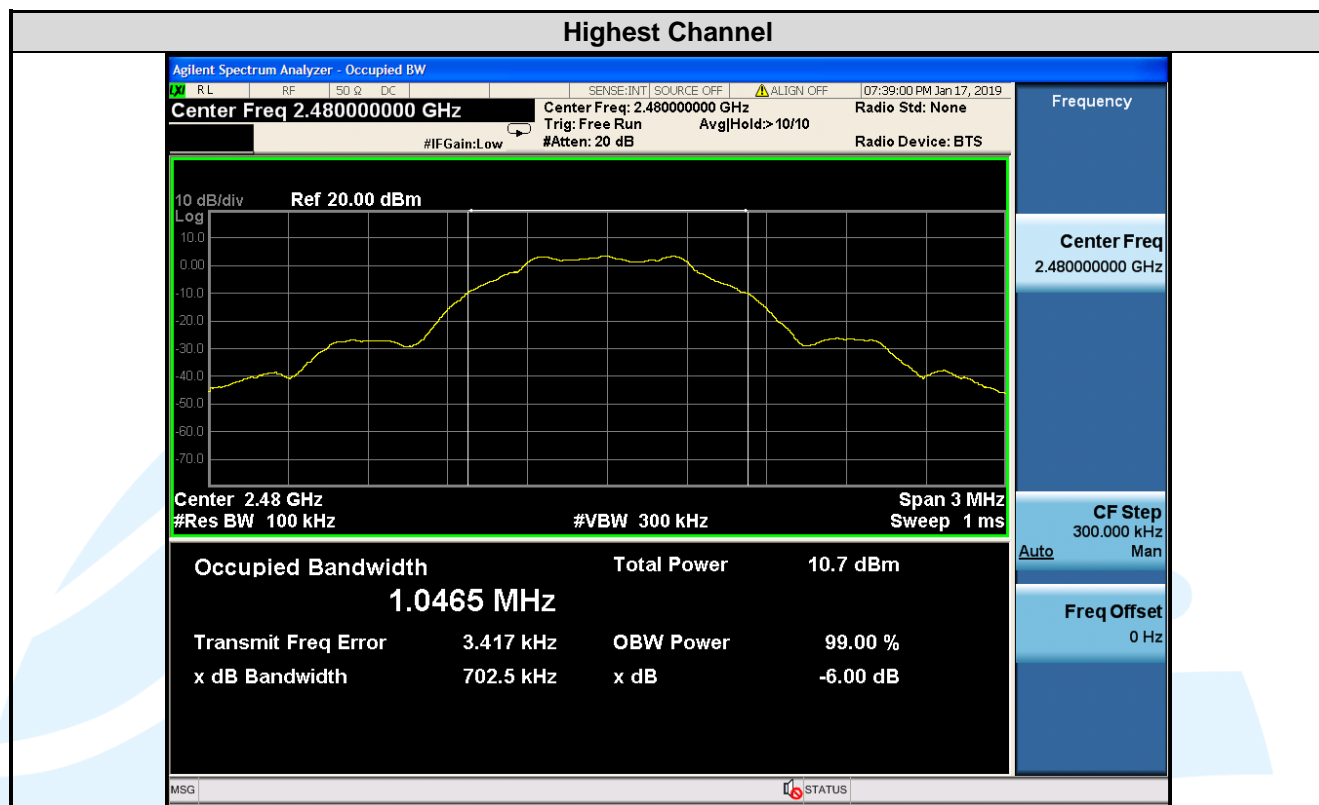 Highest Channel
Agilent Spectrum Analyzer - Occupied BW
LXI RL RF 50 Ω DC SENSE:INT SOURCE OFF ALIGN OFF 07:39:00 PM Jan 17, 2019
Center Freq 2.480000000 GHz
Center Freq: 2.480000000 GHz Radio Std: None
Trig: Free Run Avg|Hold:> 10/10
#IFGain:Low #Atten: 20 dB Radio Device: BTS
10 dB/div Ref 20.00 dBm
Log
10.0
0.00
-10.0
-20.0
-30.0
-40.0
-50.0
-60.0
-70.0
Center 2.48 GHz Span 3 MHz
#Res BW 100 kHz #VBW 300 kHz Sweep 1 ms
Occupied Bandwidth Total Power 10.7 dBm
1.0465 MHz
Transmit Freq Error 3.417 kHz OBW Power 99.00 %
x dB Bandwidth 702.5 kHz x dB -6.00 dB
MSG STATUS
Frequency
Center Freq
2.480000000 GHz
CF Step
300.000 kHz
Auto Man
Freq Offset
0 Hz